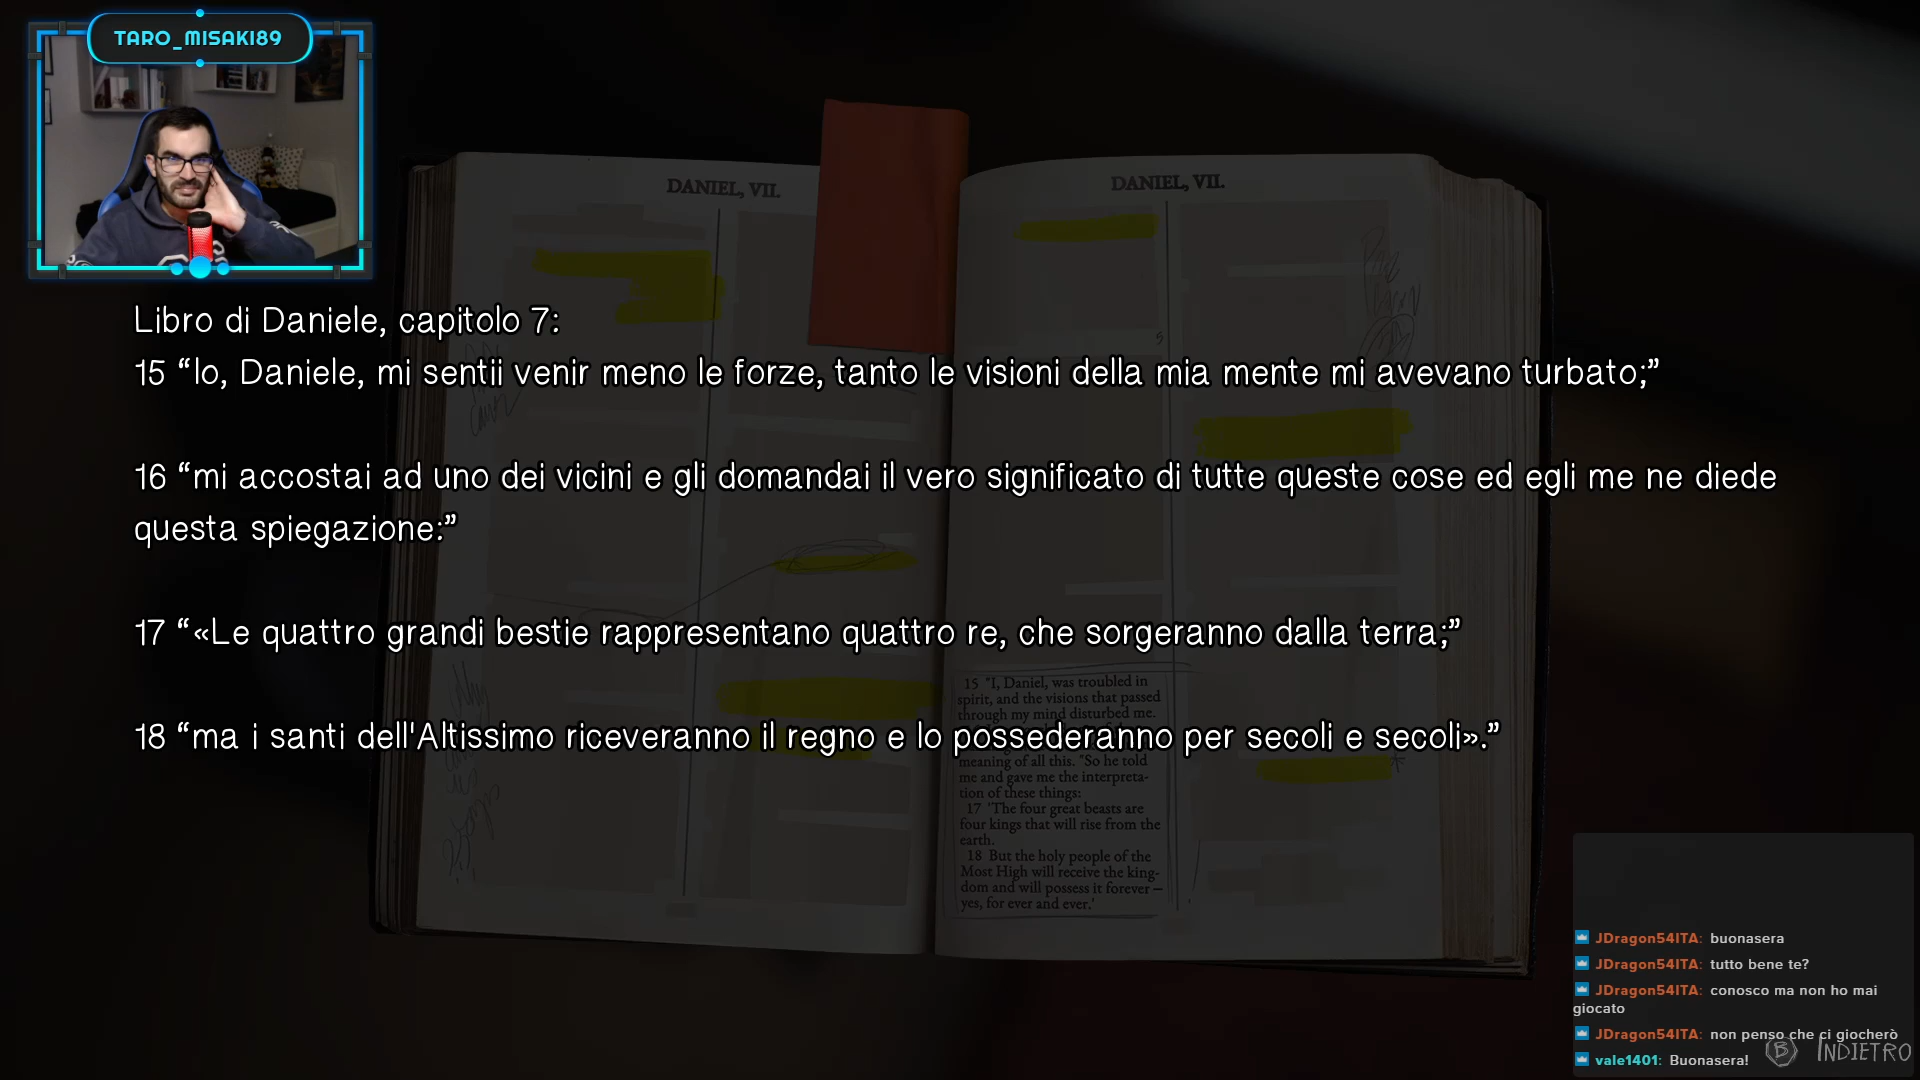 TARO_MISAKI89
DANIEL, VII.
DANIEL, VII.
Libro di Daniele, capitolo 7:
15 “Io, Daniele, mi sentii venir meno le forze, tanto le visioni della mia mente mi avevano turbato;”
16 “mi accostai ad uno dei vicini e gli domandai il vero significato di tutte queste cose ed egli me ne diede
questa spiegazione:”
17 “«Le quattro grandi bestie rappresentano quattro re, che sorgeranno dalla terra;”
18 “ma i santi dell'Altissimo riceveranno il regno e lo possederanno per secoli e secoli».”
15 "I, Daniel, was troubled in
spirit, and the visions that passed
through my mind disturbed me.
meaning of all this. "So he told
me and gave me the interpreta-
tion of these things:
17 'The four great beasts are
four kings that will rise from the
earth.
18 But the holy people of the
Most High will receive the king-
dom and will possess it forever –
yes, for ever and ever.'
JDragon54ITA: buonasera
JDragon54ITA: tutto bene te?
JDragon54ITA: conosco ma non ho mai
giocato
JDragon54ITA: non penso che ci giocherò
vale1401: Buonasera!
B INDIETRO